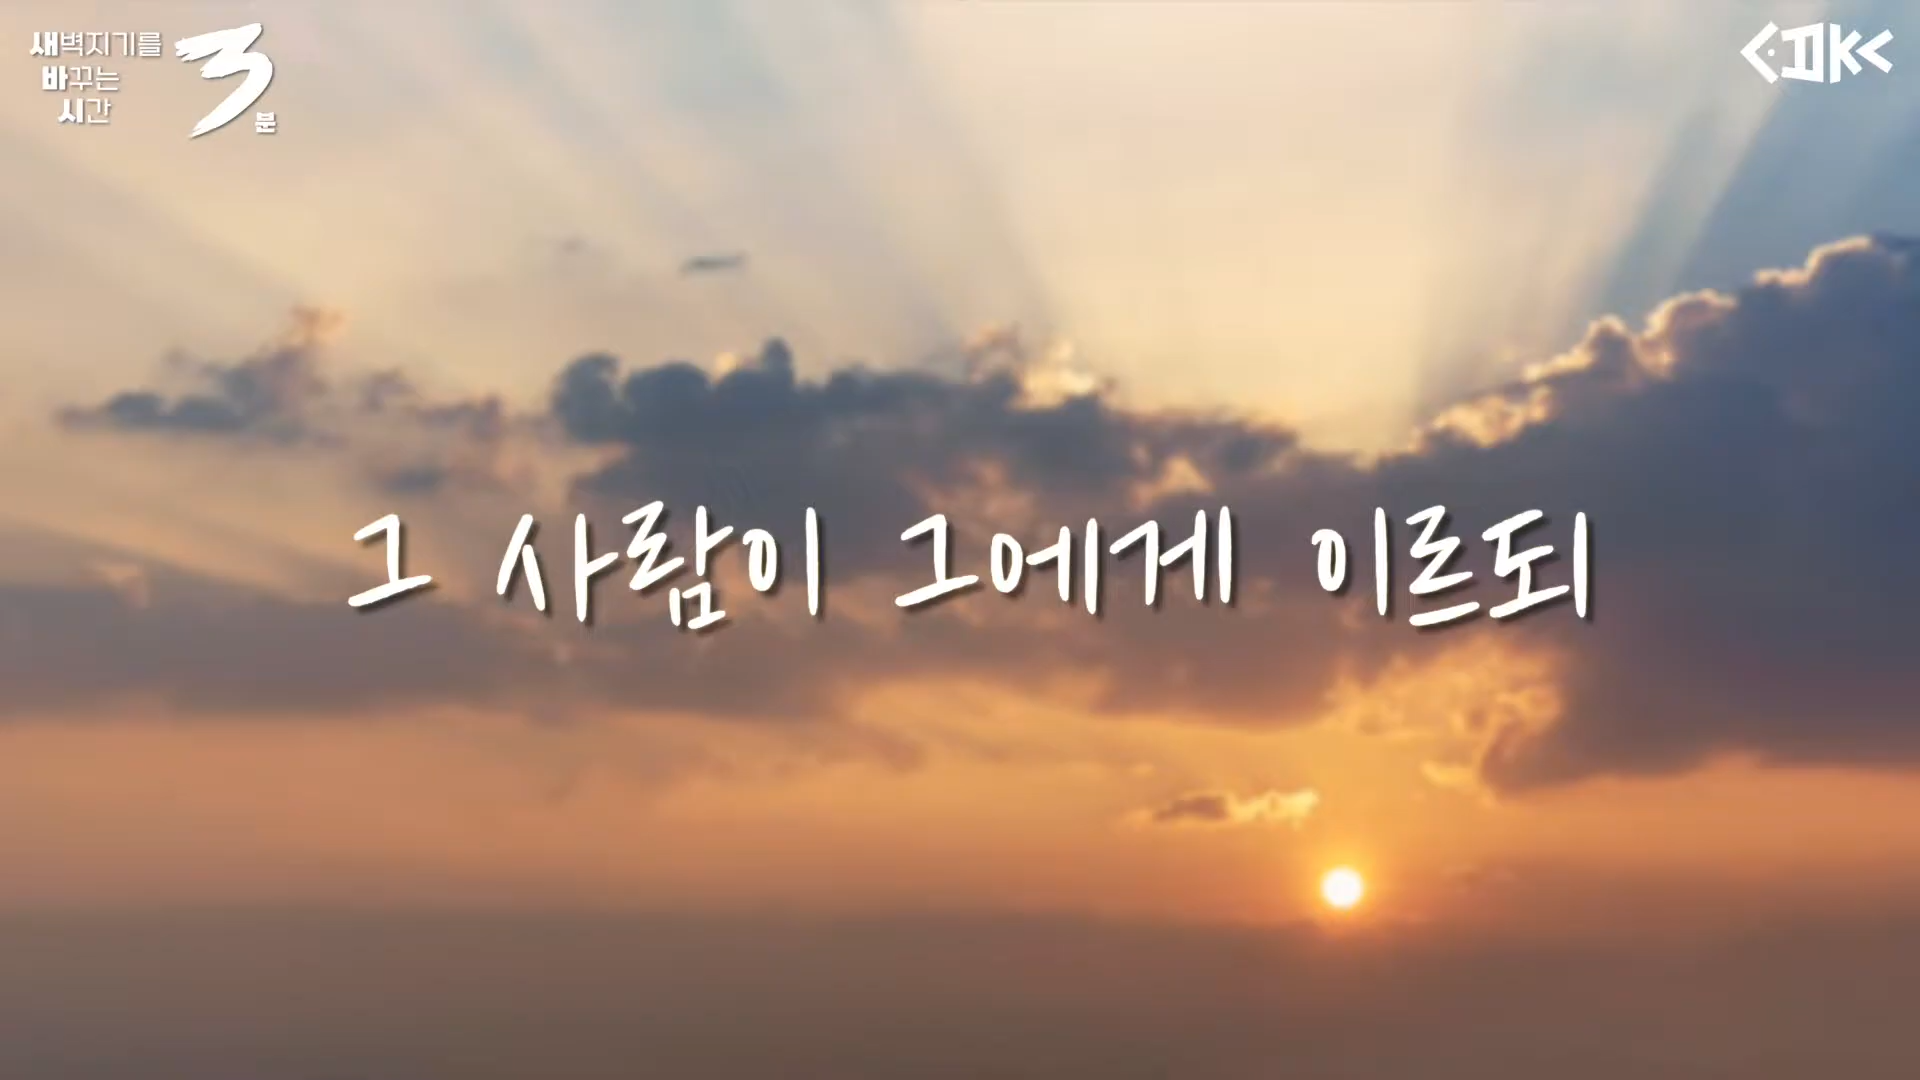 새벽지기를
바꾸는
시간
3분
그 사람이 그에게 이르되